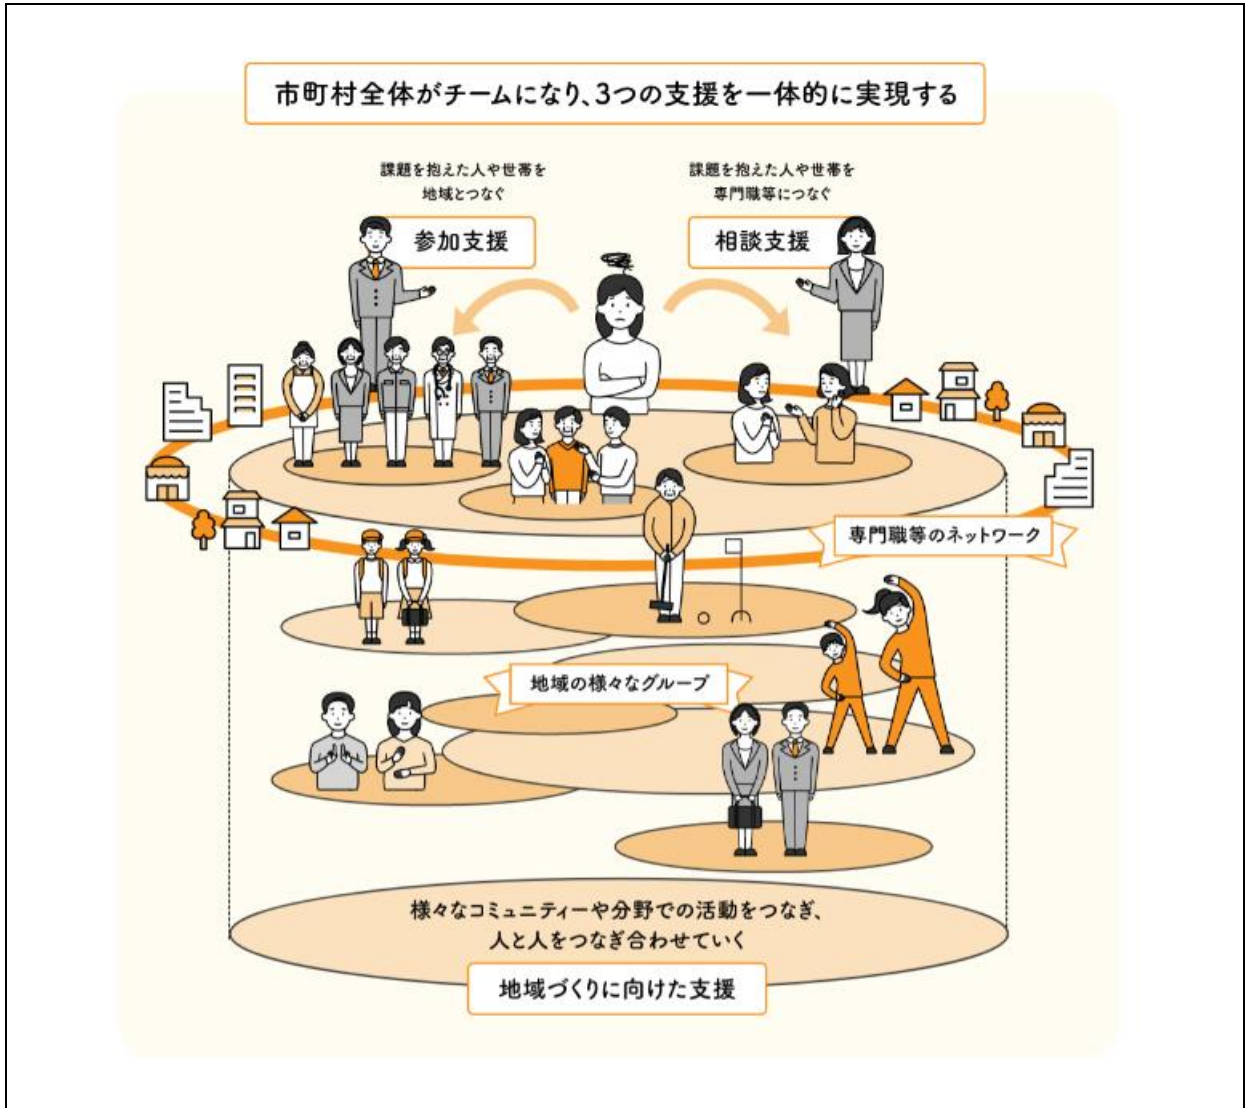 市町村全体がチームになり、3つの支援を一体的に実現する
課題を抱えた人や世帯を
地域とつなぐ
参加支援
課題を抱えた人や世帯を
専門職等につなぐ
相談支援
専門職等のネットワーク
地域の様々なグループ
様々なコミュニティーや分野での活動をつなぎ、
人と人をつなぎ合わせていく
地域づくりに向けた支援